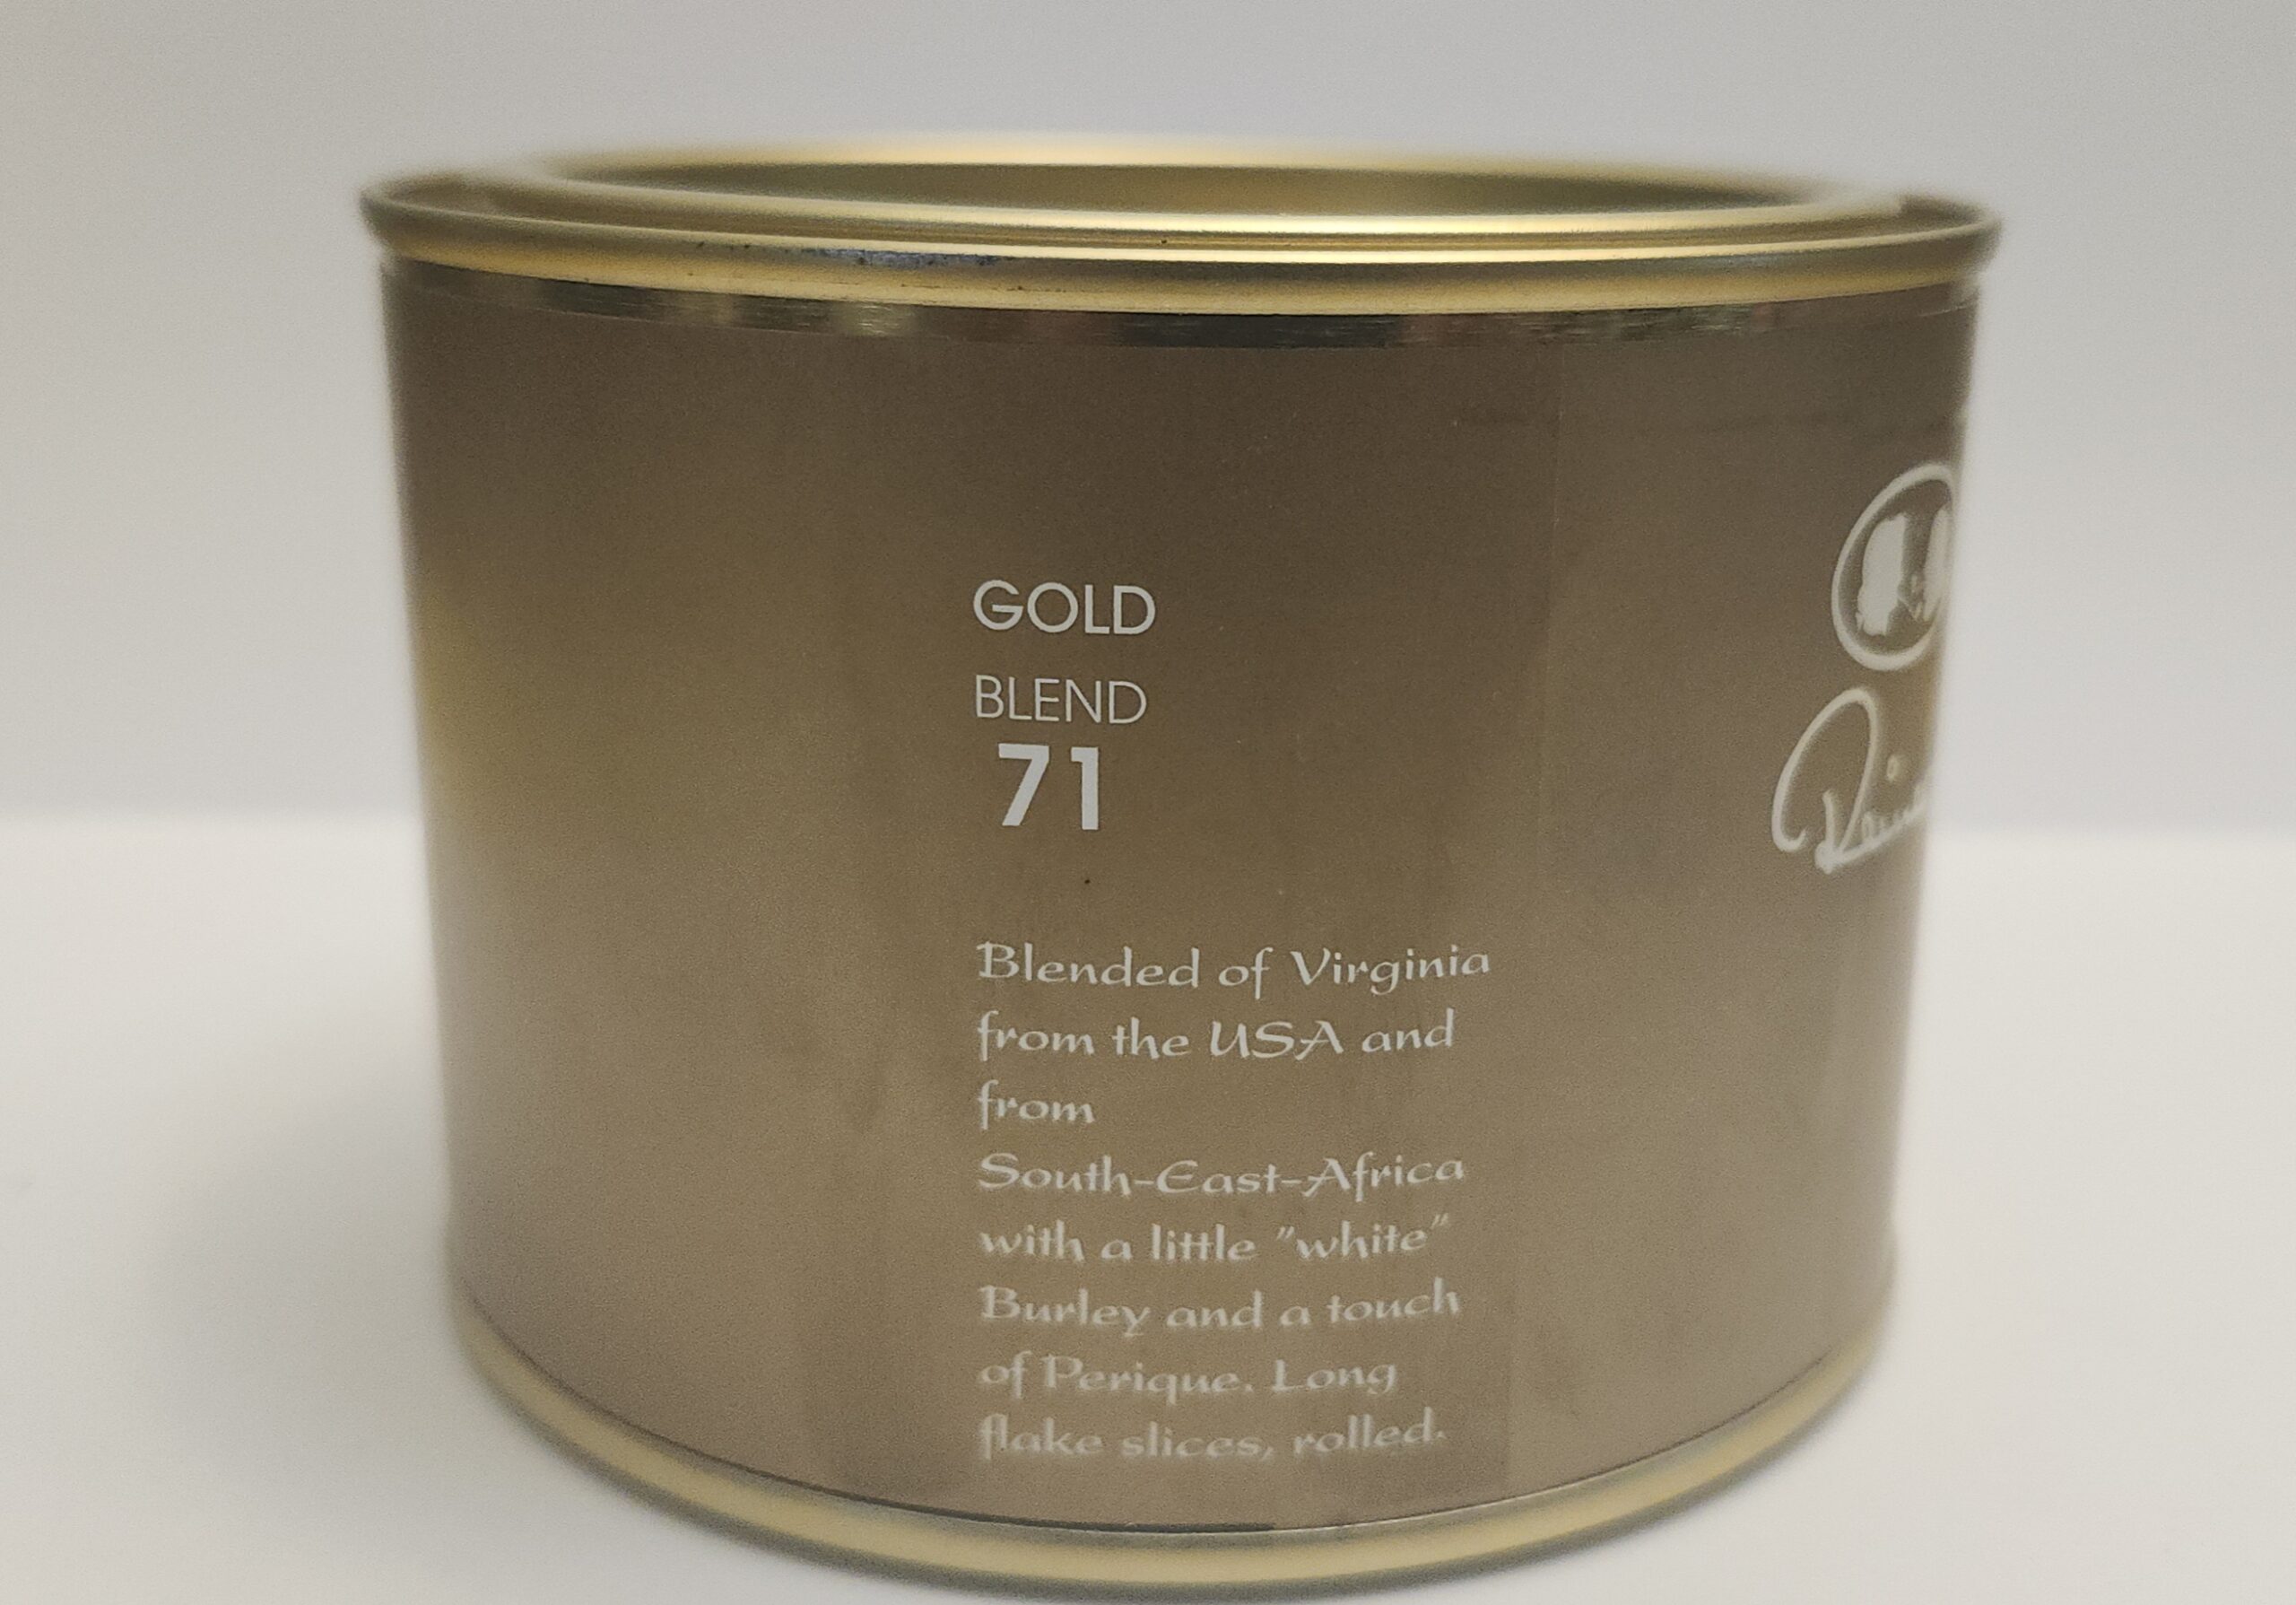 GOLD
BLEND
71
Blended of Virginia
from the USA and
from
South-East-Africa
with a little "white"
Burley and a touch
of Perique. Long
flake slices, rolled.